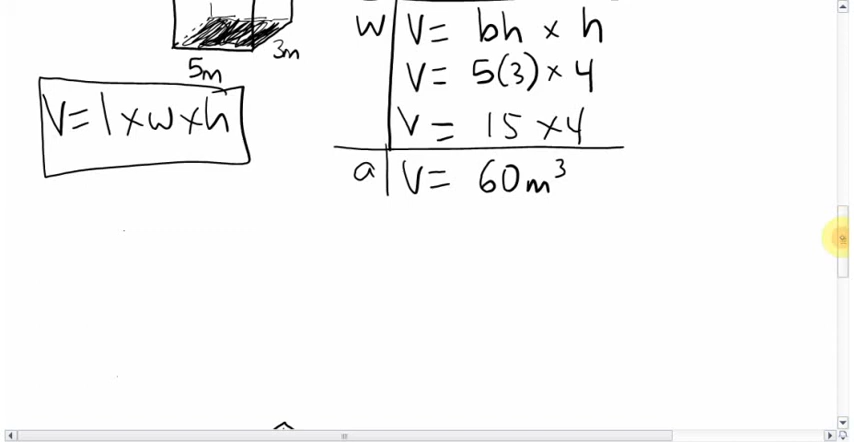 3m
5m
V= l×w×h
w V= bh × h
V= 5(3)×4
V= 15×4
a V= 60m³